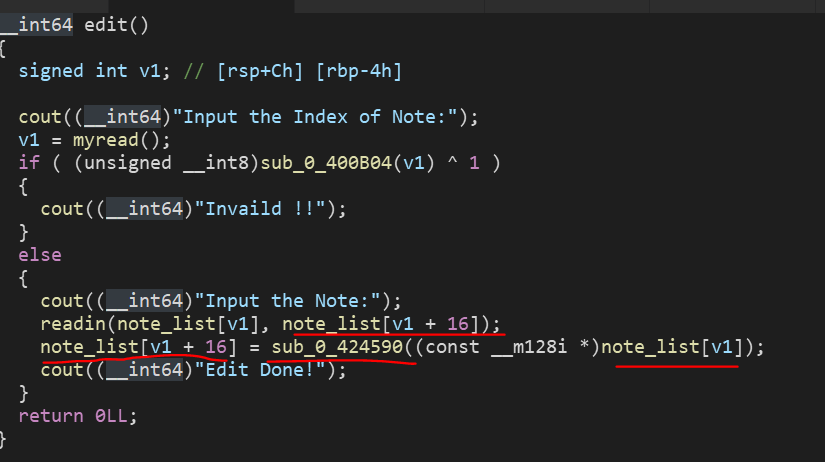 __int64 edit()
{
  signed int v1; // [rsp+Ch] [rbp-4h]
  cout((__int64)"Input the Index of Note:");
  v1 = myread();
  if ( (unsigned __int8)sub_0_400B04(v1) ^ 1 )
  {
    cout((__int64)"Invaild !!");
  }
  else
  {
    cout((__int64)"Input the Note:");
    readin(note_list[v1], note_list[v1 + 16]);
    note_list[v1 + 16] = sub_0_424590((const __m128i *)note_list[v1]);
    cout((__int64)"Edit Done!");
  }
  return 0LL;
}